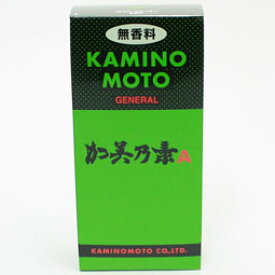 無香料
KAMINO
MOTO
GENERAL
加美乃素A
KAMINOMOTO CO.,LTD.